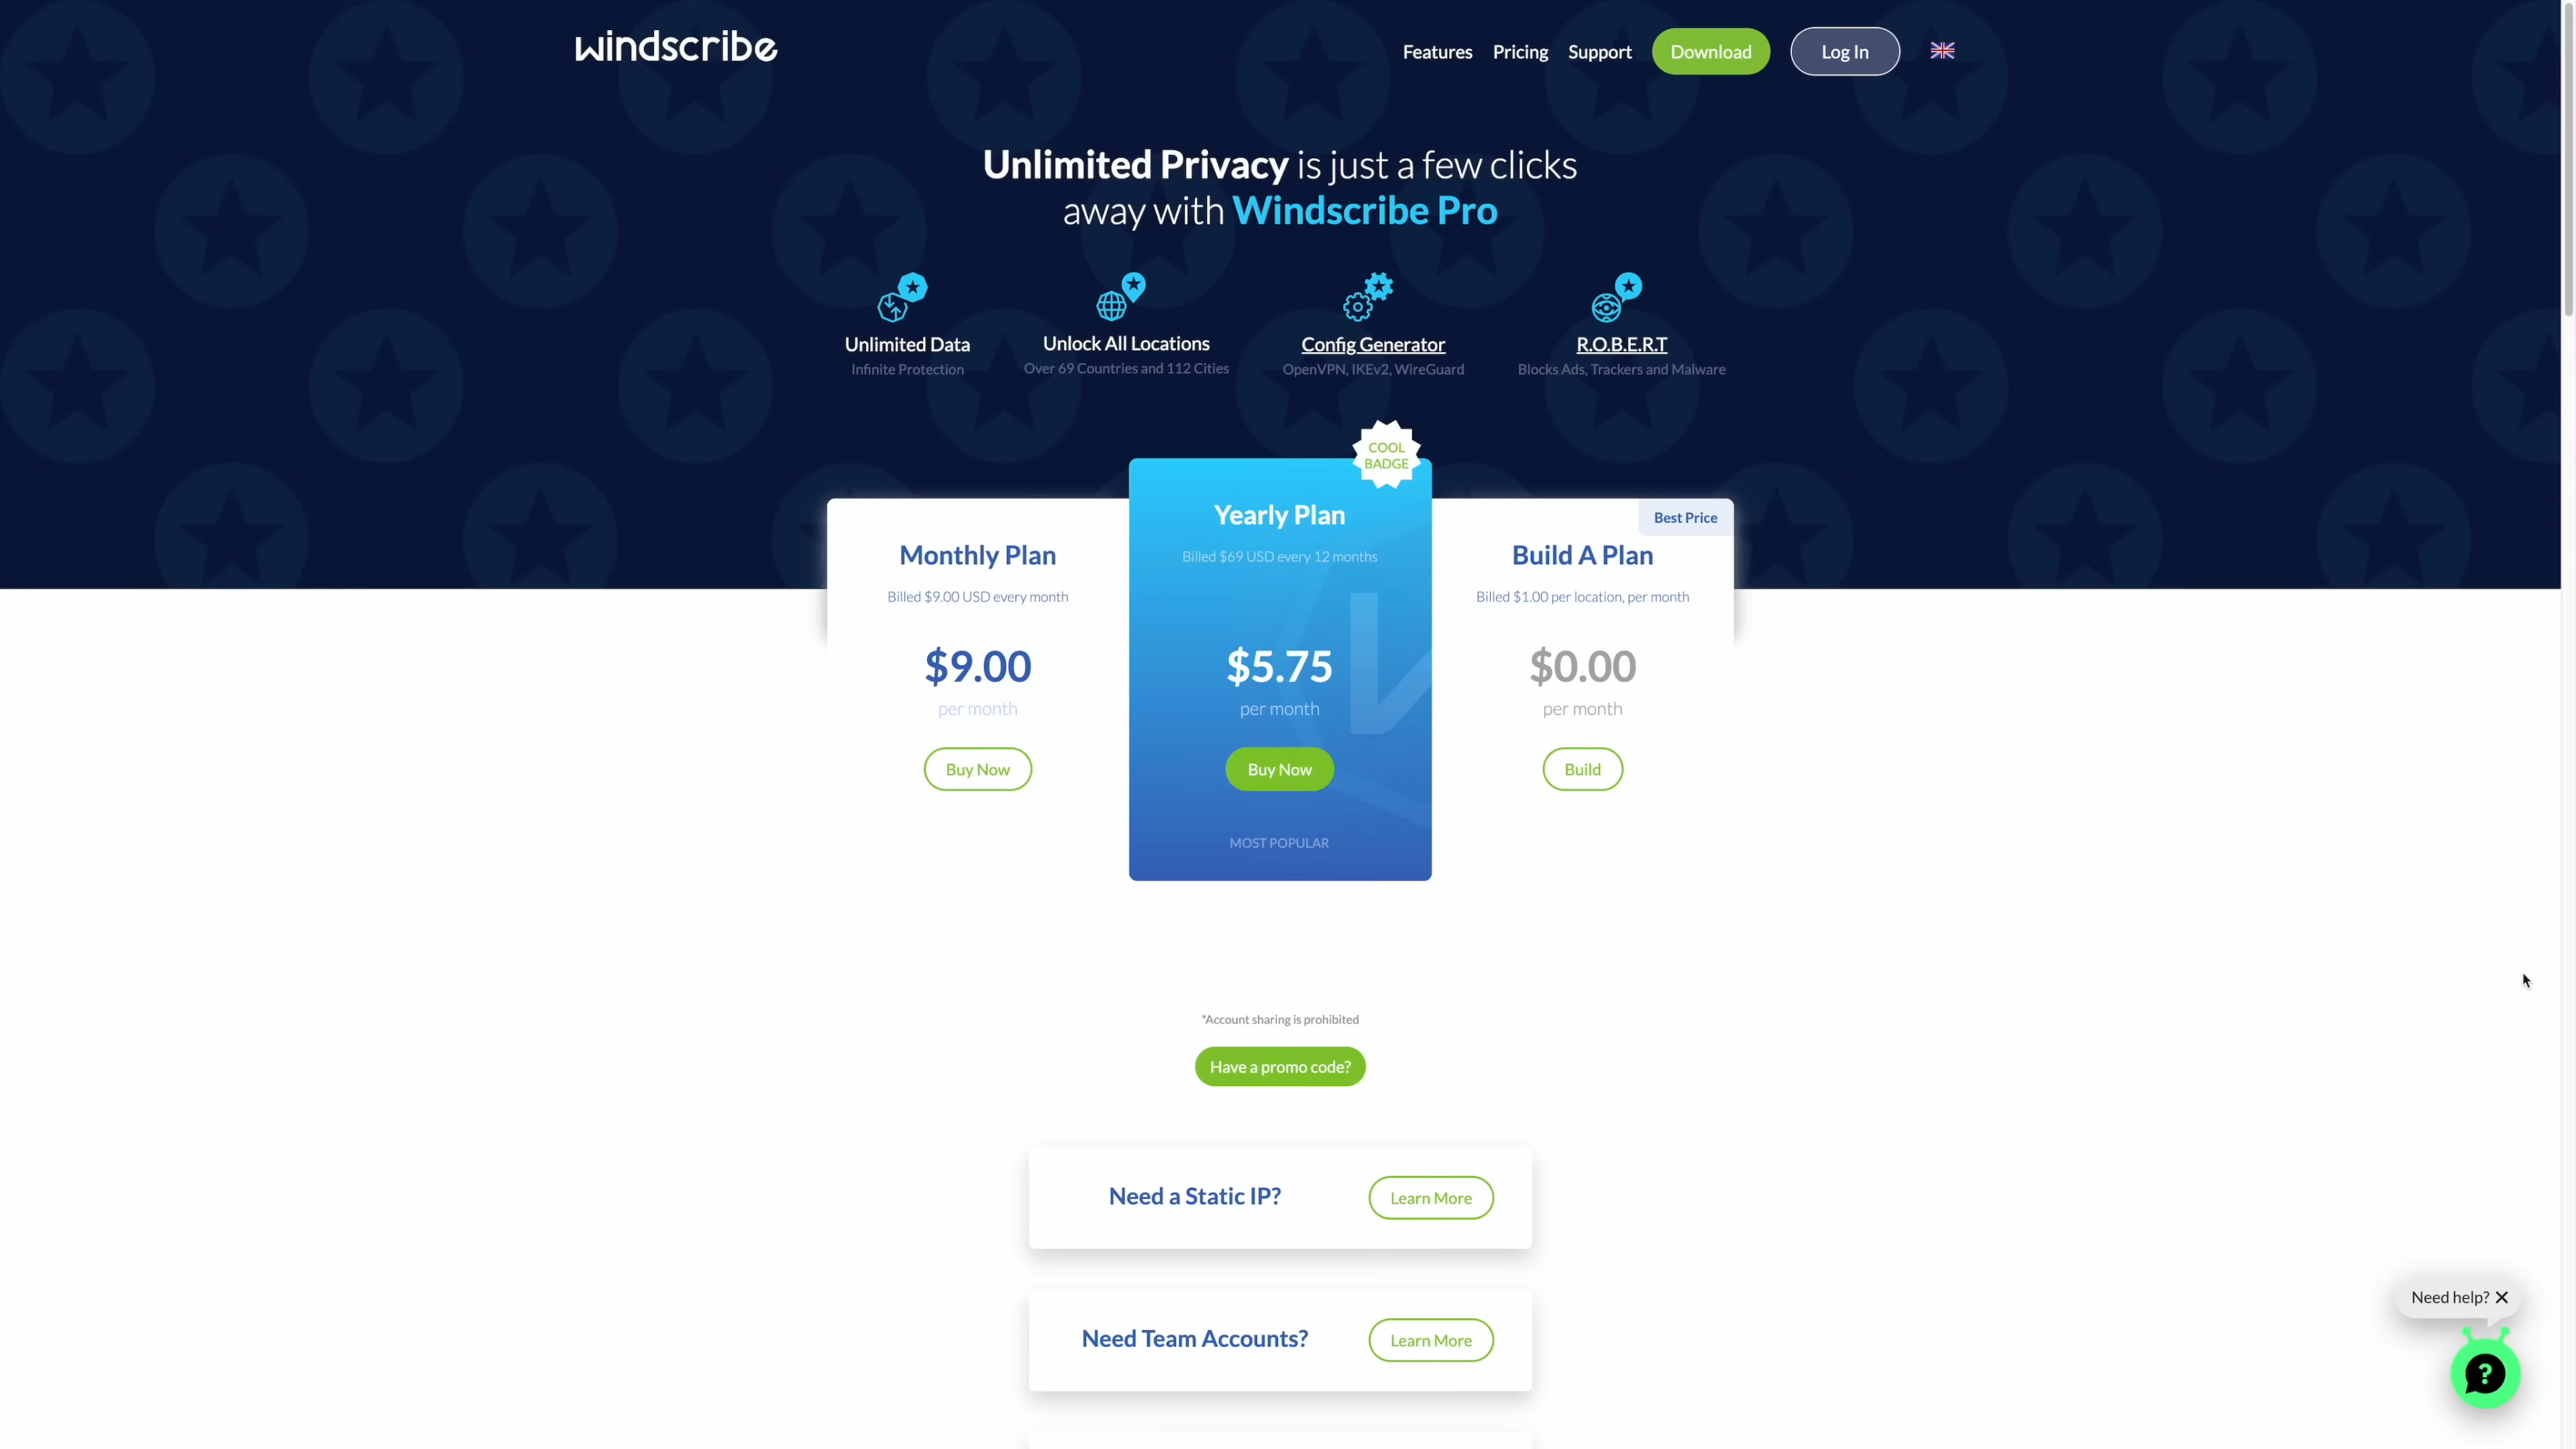 windscribe
Features Pricing Support Download Log In
Unlimited Privacy is just a few clicks
away with Windscribe Pro
Unlimited Data
Infinite Protection
Unlock All Locations
Over 69 Countries and 112 Cities
Config Generator
OpenVPN, IKEv2, WireGuard
R.O.B.E.R.T
Blocks Ads, Trackers and Malware
Monthly Plan
Billed $9.00 USD every month
$9.00
per month
Buy Now
COOL
BADGE
Yearly Plan
Billed $69 USD every 12 months
$5.75
per month
Buy Now
MOST POPULAR
Best Price
Build A Plan
Billed $1.00 per location, per month
$0.00
per month
Build
*Account sharing is prohibited
Have a promo code?
Need a Static IP? Learn More
Need Team Accounts? Learn More
Need help? ✕
?